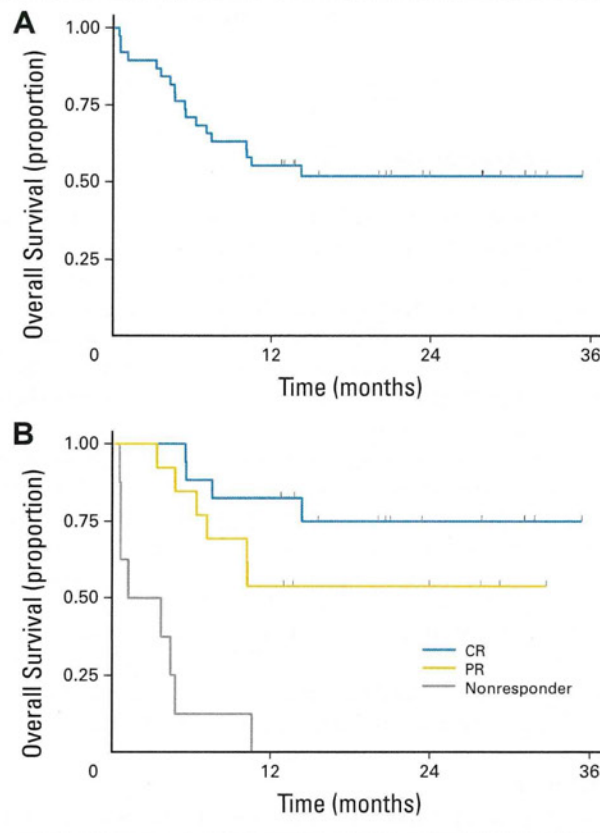 A
Overall Survival (proportion)
1.00
0.75
0.50
0.25
0
12
24
36
Time (months)
B
Overall Survival (proportion)
1.00
0.75
0.50
0.25
CR
PR
Nonresponder
0
12
24
36
Time (months)